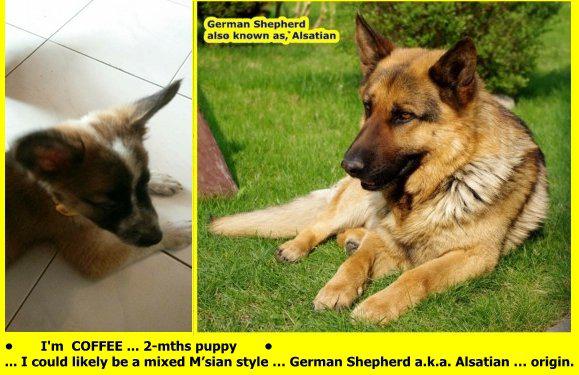 German Shepherd
also known as, Alsatian
● I'm COFFEE ... 2-mths puppy ●
... I could likely be a mixed M’sian style ... German Shepherd a.k.a. Alsatian ... origin.